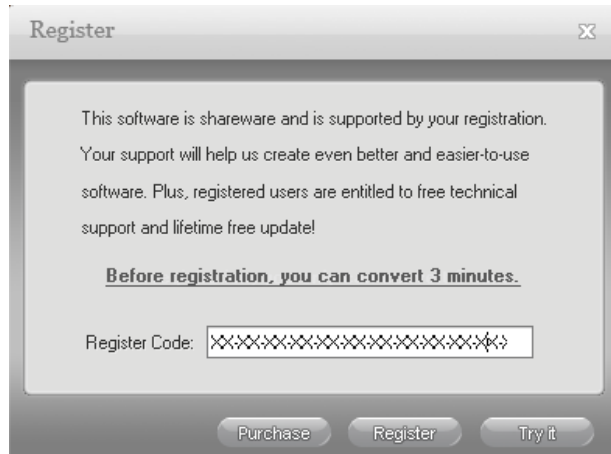 Register
This software is shareware and is supported by your registration.
Your support will help us create even better and easier-to-use
software. Plus, registered users are entitled to free technical
support and lifetime free update!
Before registration, you can convert 3 minutes.
Register Code:
Purchase Register Try it